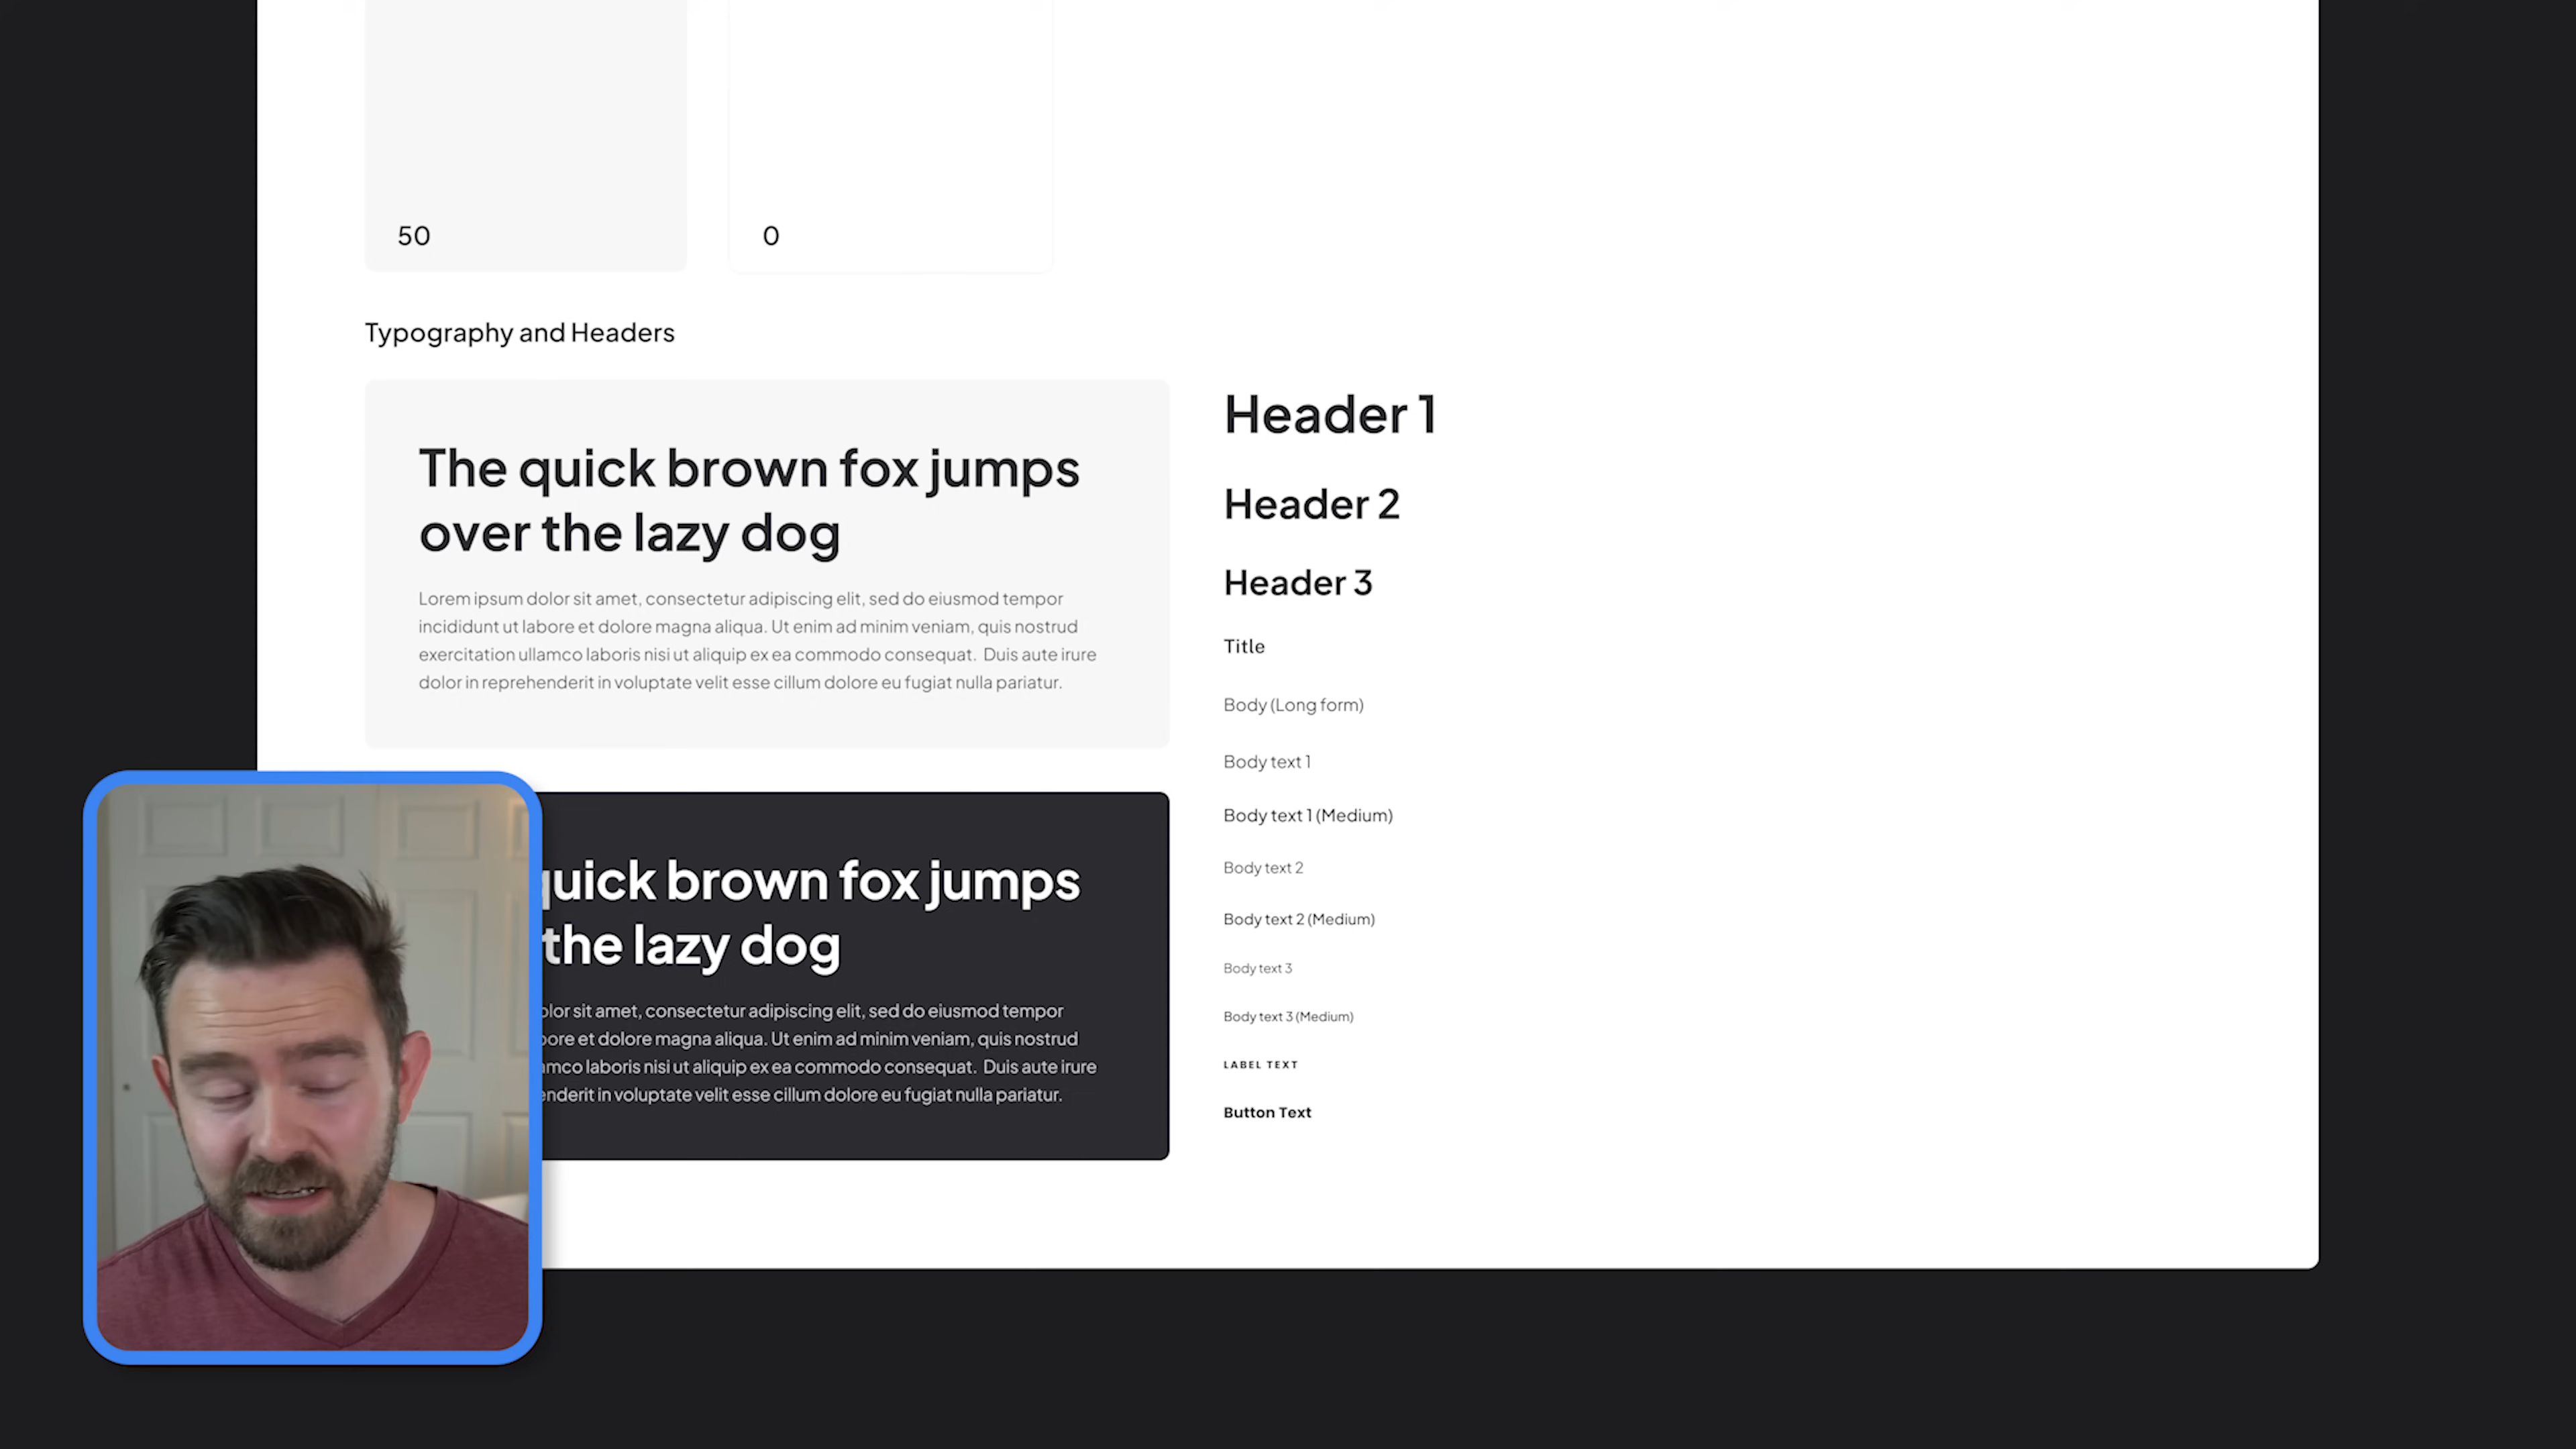 50
0
Typography and Headers
The quick brown fox jumps
over the lazy dog
Lorem ipsum dolor sit amet, consectetur adipiscing elit, sed do eiusmod tempor
incididunt ut labore et dolore magna aliqua. Ut enim ad minim veniam, quis nostrud
exercitation ullamco laboris nisi ut aliquip ex ea commodo consequat. Duis aute irure
dolor in reprehenderit in voluptate velit esse cillum dolore eu fugiat nulla pariatur.
quick brown fox jumps
the lazy dog
sit amet, consectetur adipiscing elit, sed do eiusmod tempor
et dolore magna aliqua. Ut enim ad minim veniam, quis nostrud
laboris nisi ut aliquip ex ea commodo consequat. Duis aute irure
in voluptate velit esse cillum dolore eu fugiat nulla pariatur.
Header 1
Header 2
Header 3
Title
Body (Long form)
Body text 1
Body text 1 (Medium)
Body text 2
Body text 2 (Medium)
Body text 3
Body text 3 (Medium)
LABEL TEXT
Button Text